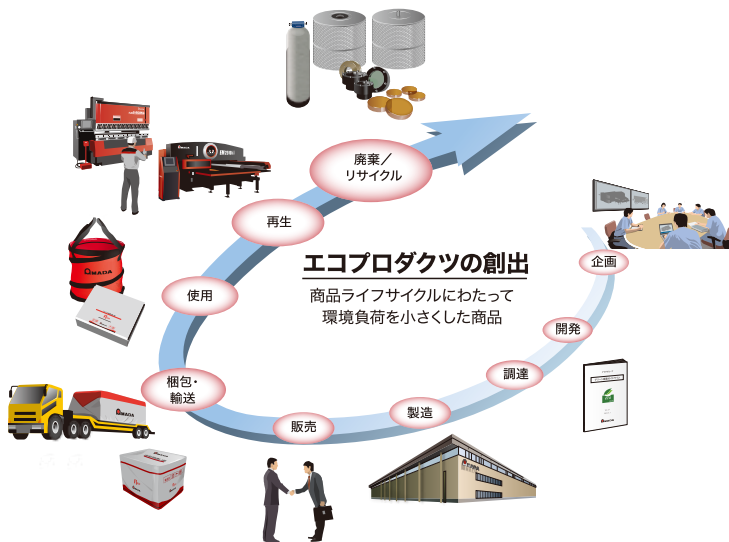 エコプロダクツの創出
商品ライフサイクルにわたって
環境負荷を小さくした商品
企画
開発
調達
製造
販売
梱包・
輸送
使用
再生
廃棄／
リサイクル
AMADA
AMADA
AMADA